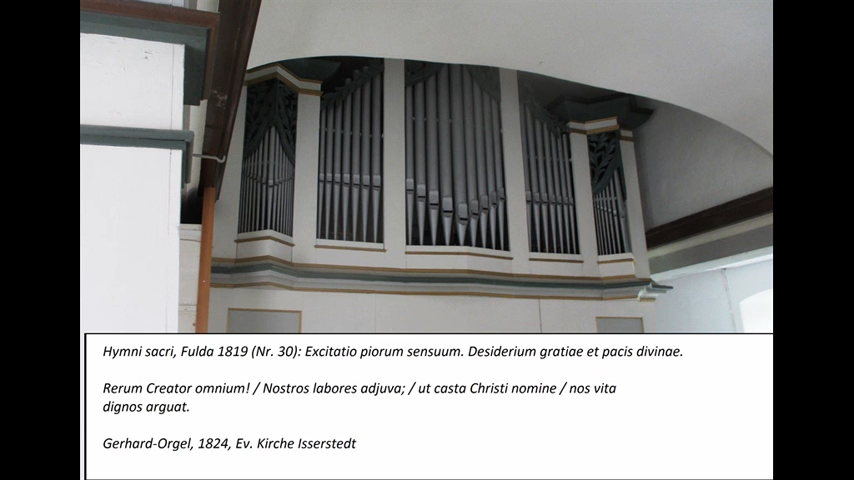 Hymni sacri, Fulda 1819 (Nr. 30): Excitatio piorum sensuum. Desiderium gratiae et pacis divinae.
Rerum Creator omnium! / Nostros labores adjuva; / ut casta Christi nomine / nos vita
dignos arguat.
Gerhard-Orgel, 1824, Ev. Kirche Isserstedt